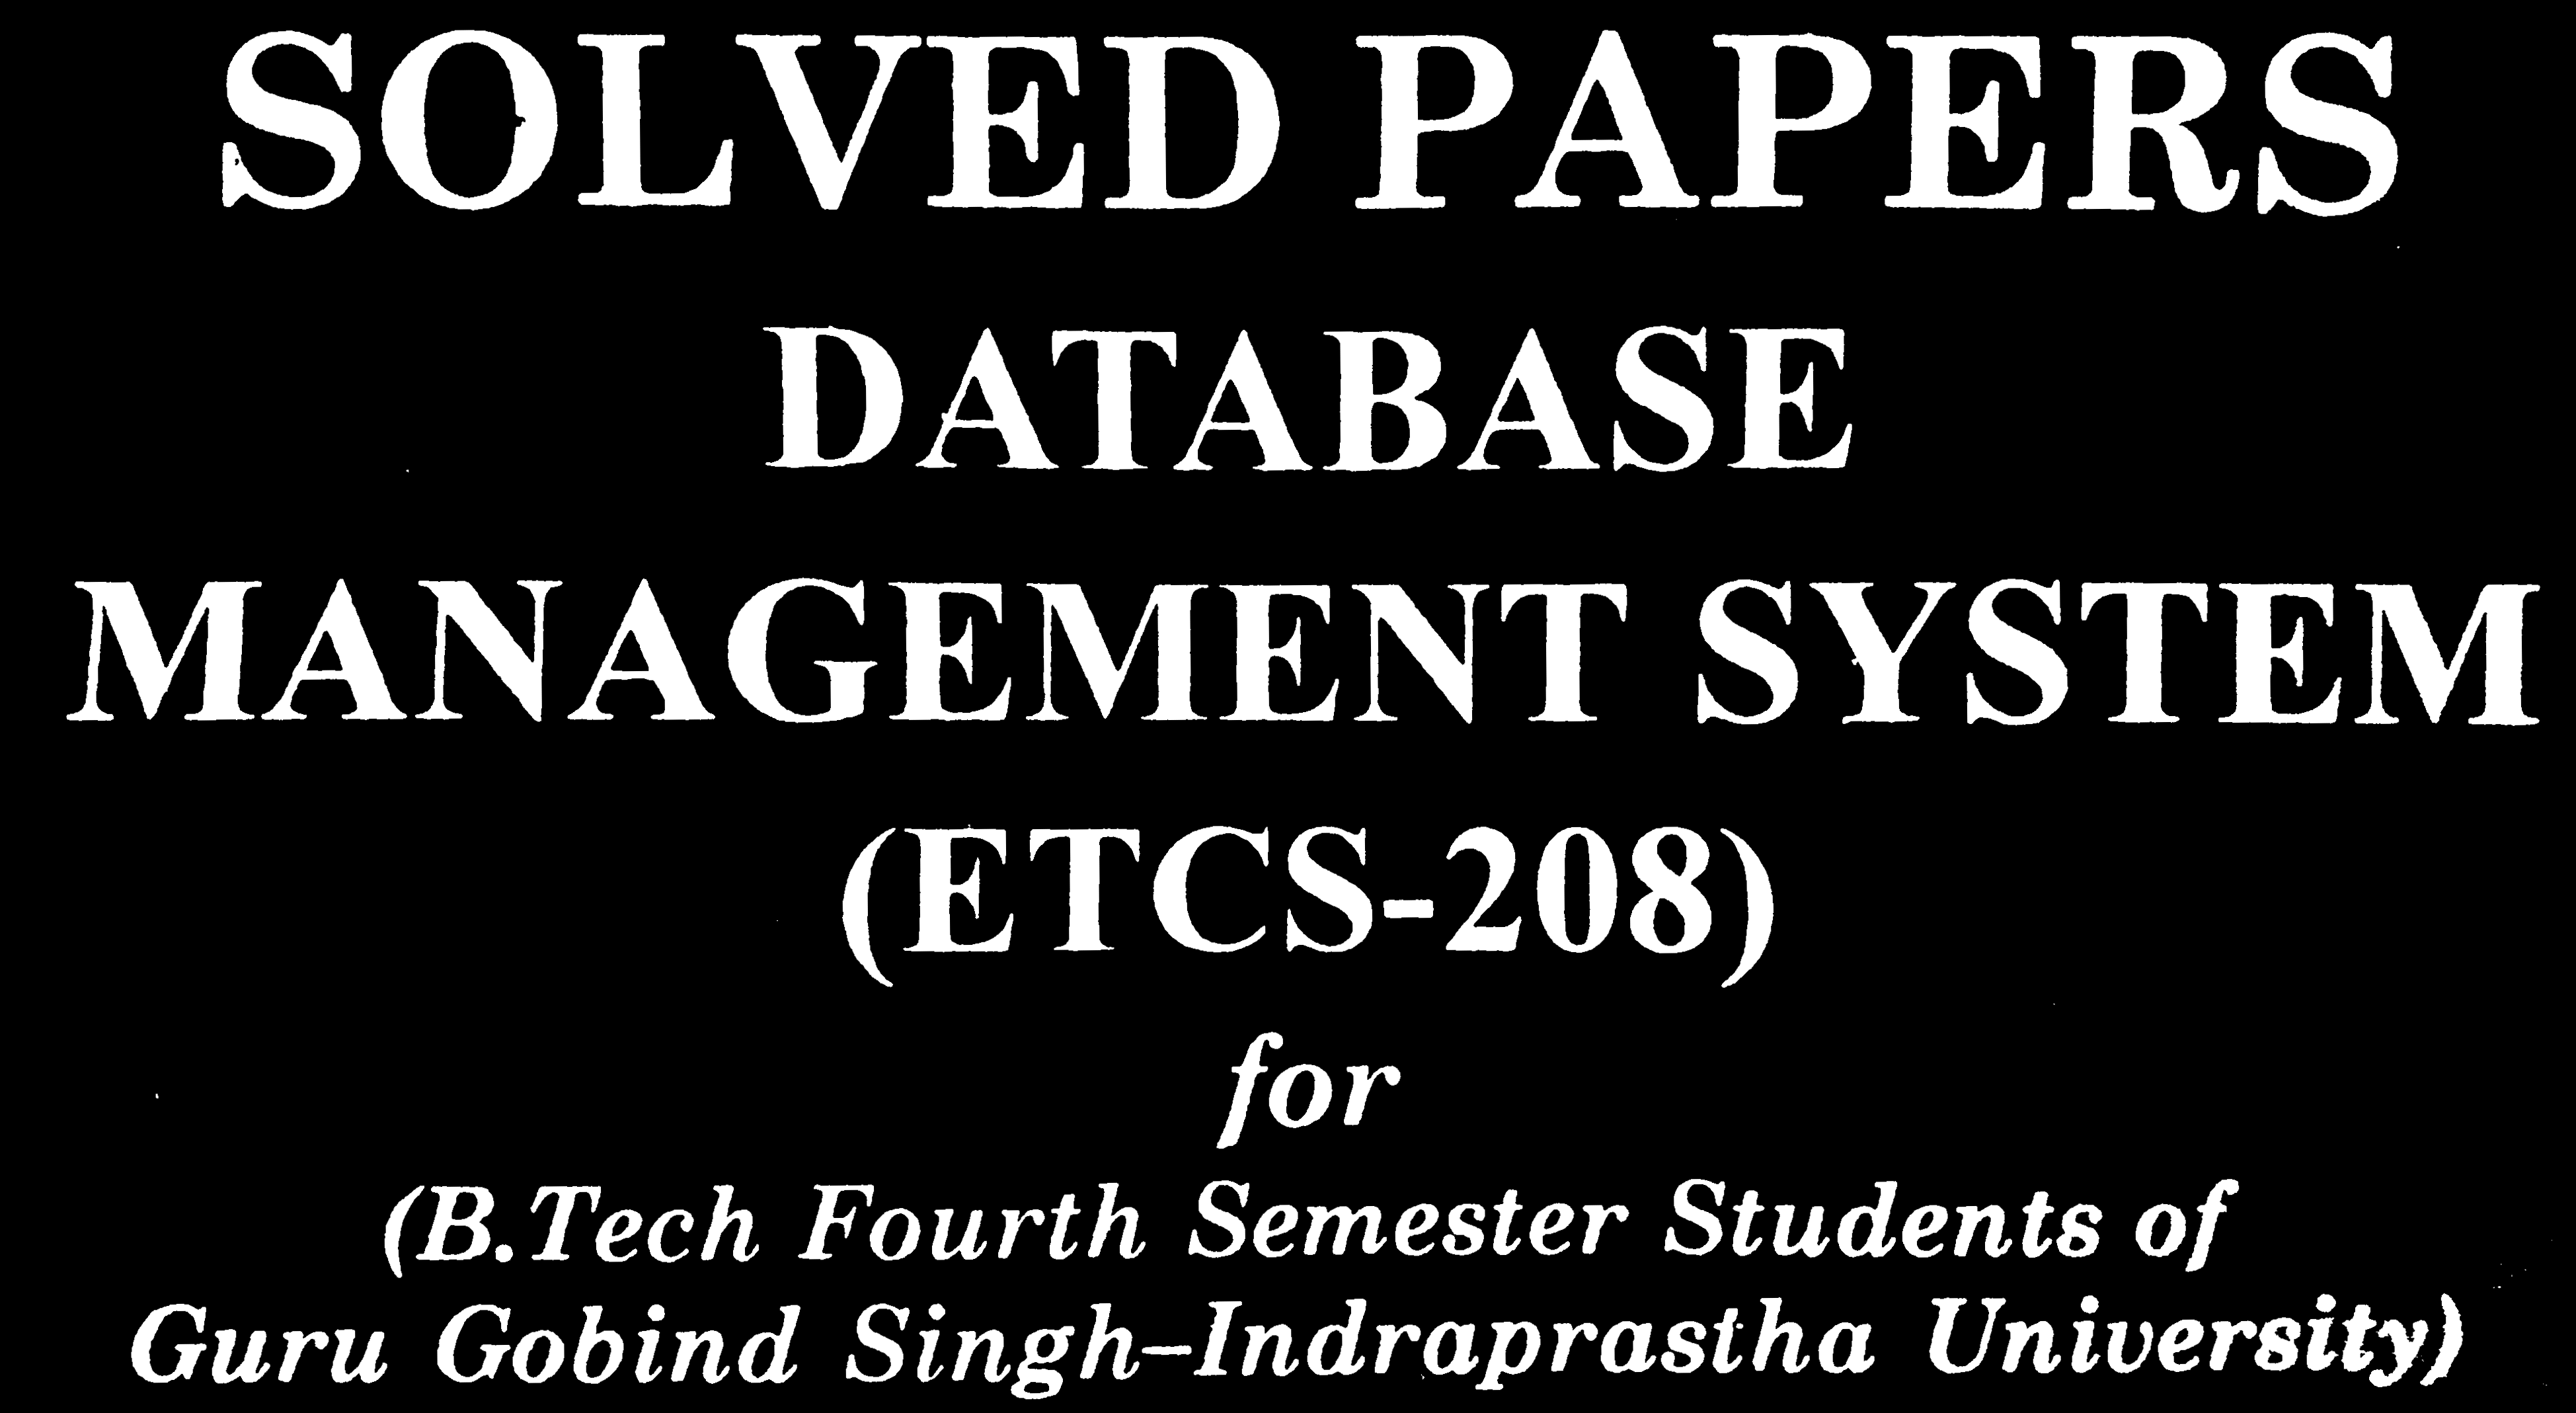 SOLVED PAPERS
DATABASE
MANAGEMENT SYSTEM
(ETCS-208)
for
(B.Tech Fourth Semester Students of
Guru Gobind Singh–Indraprastha University)